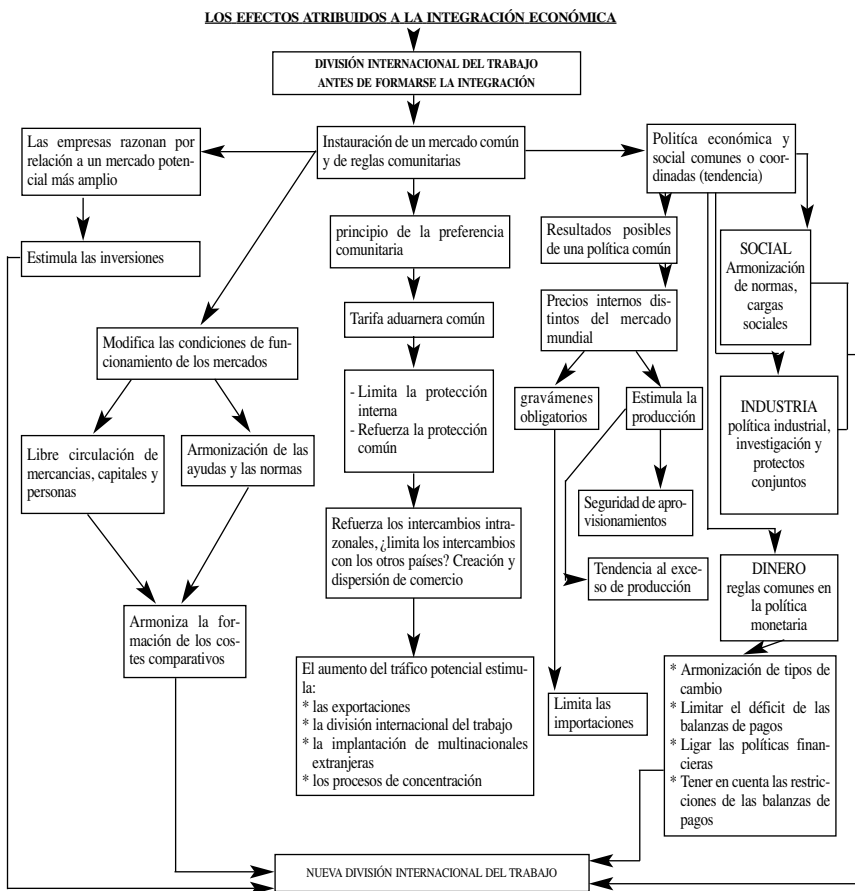 LOS EFECTOS ATRIBUIDOS A LA INTEGRACIÓN ECONÓMICA
DIVISIÓN INTERNACIONAL DEL TRABAJO
ANTES DE FORMARSE LA INTEGRACIÓN
Las empresas razonan por
relación a un mercado poten-
cial más amplio
Instauración de un mercado común
y de reglas comunitarias
Politíca económica y
social comunes o coor-
dinadas (tendencia)
Estimula las inversiones
principio de la preferencia
comunitaria
Resultados posibles
de una política común
SOCIAL
Armonización
de normas,
cargas
sociales
Modifica las condiciones de fun-
cionamiento de los mercados
Tarifa aduarnera común
Precios internos dis-
tintos del mercado
mundial
- Limita la protección
interna
- Refuerza la protección
común
gravámenes
obligatorios
Estimula la
producción
INDUSTRIA
política industrial,
investigación y
protectos
conjuntos
Libre circulación de
mercancias, capitales y
personas
Armonización de las
ayudas y las normas
Seguridad de apro-
visionamientos
Refuerza los intercambios intra-
zonales, ¿limita los intercambios
con los otros países? Creación y
dispersión de comercio
Tendencia al exce-
so de producción
DINERO
reglas comunes en
la política
monetaria
Armoniza la for-
mación de los cos-
tes comparativos
El aumento del tráfico potencial estimu-
la:
* las exportaciones
* la división internacional del trabajo
* la implantación de multinacionales
extranjeras
* los procesos de concentración
Limita las
importaciones
* Armonización de tipos de
cambio
* Limitar el déficit de las
balanzas de pagos
* Ligar las políticas finan-
cieras
* Tener en cuenta las restric-
ciones de las balanzas de
pagos
NUEVA DIVISIÓN INTERNACIONAL DEL TRABAJO